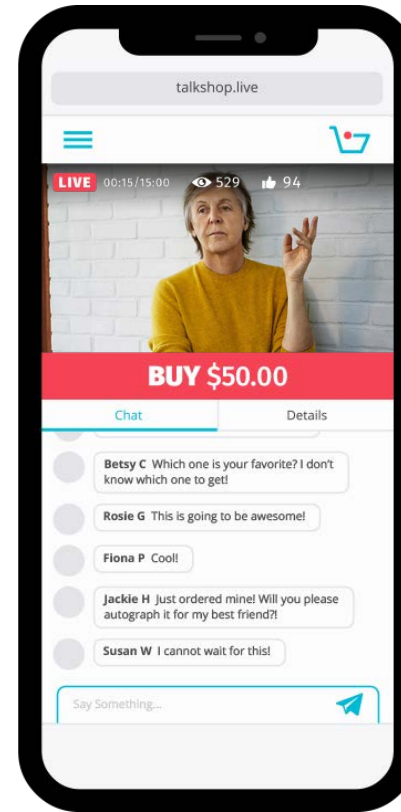 talkshop.live
LIVE 00:15/15:00 529 94
BUY $50.00
Chat Details
Betsy C Which one is your favorite? I don't
know which one to get!
Rosie G This is going to be awesome!
Fiona P Cool!
Jackie H Just ordered mine! Will you please
autograph it for my best friend?!
Susan W I cannot wait for this!
Say Something...